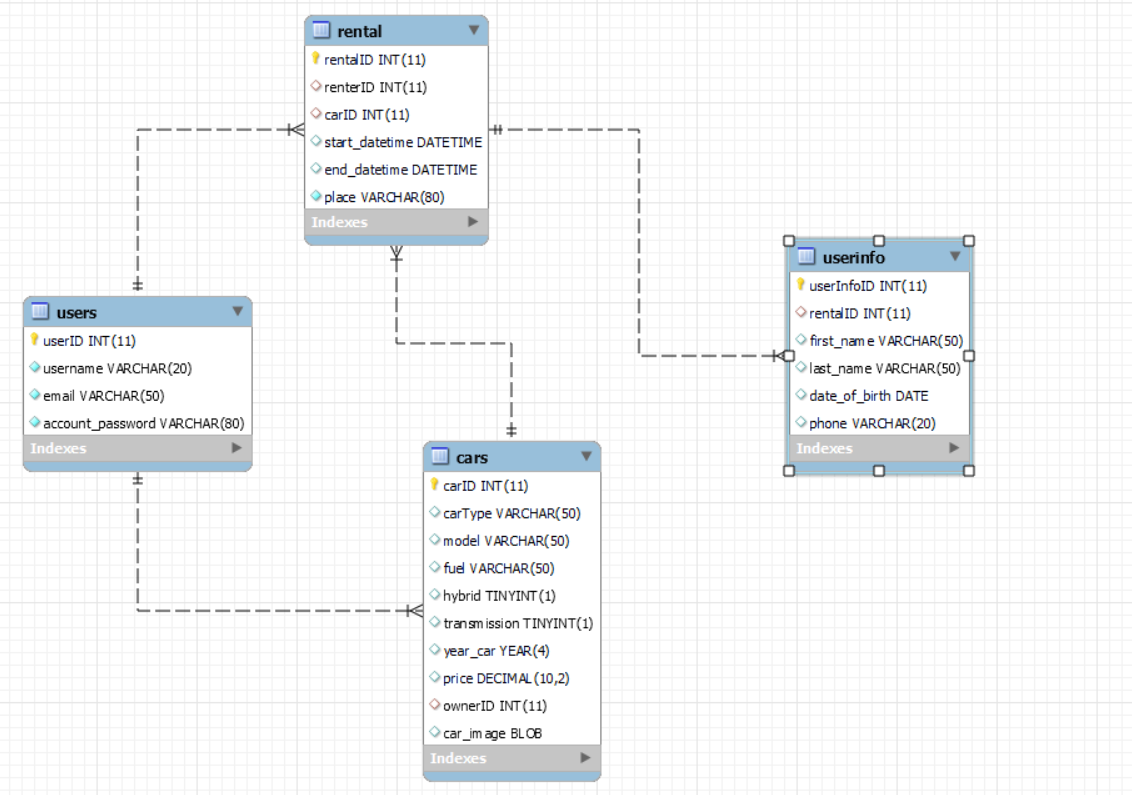 rental
rentalID INT(11)
renterID INT(11)
carID INT(11)
start_datetime DATETIME
end_datetime DATETIME
place VARCHAR(80)
Indexes
users
userID INT(11)
username VARCHAR(20)
email VARCHAR(50)
account_password VARCHAR(80)
Indexes
userinfo
userInfoID INT(11)
rentalID INT(11)
first_name VARCHAR(50)
last_name VARCHAR(50)
date_of_birth DATE
phone VARCHAR(20)
Indexes
cars
carID INT(11)
carType VARCHAR(50)
model VARCHAR(50)
fuel VARCHAR(50)
hybrid TINYINT(1)
transmission TINYINT(1)
year_car YEAR(4)
price DECIMAL(10,2)
ownerID INT(11)
car_image BLOB
Indexes